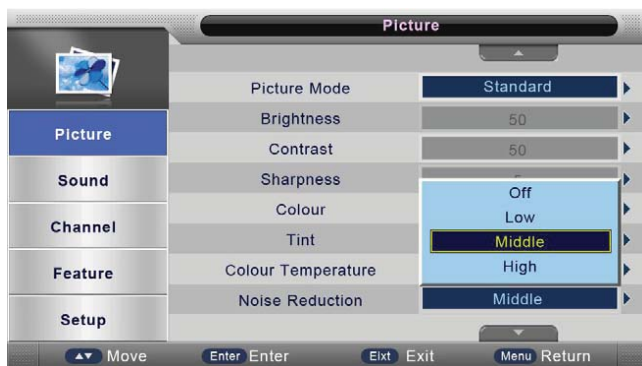 Picture
Picture Mode Standard
Brightness 50
Picture
Contrast 50
Sound
Sharpness
Off
Colour
Low
Channel
Tint
Middle
Feature
Colour Temperature
High
Noise Reduction Middle
Setup
Move Enter Enter Eixt Exit Menu Return